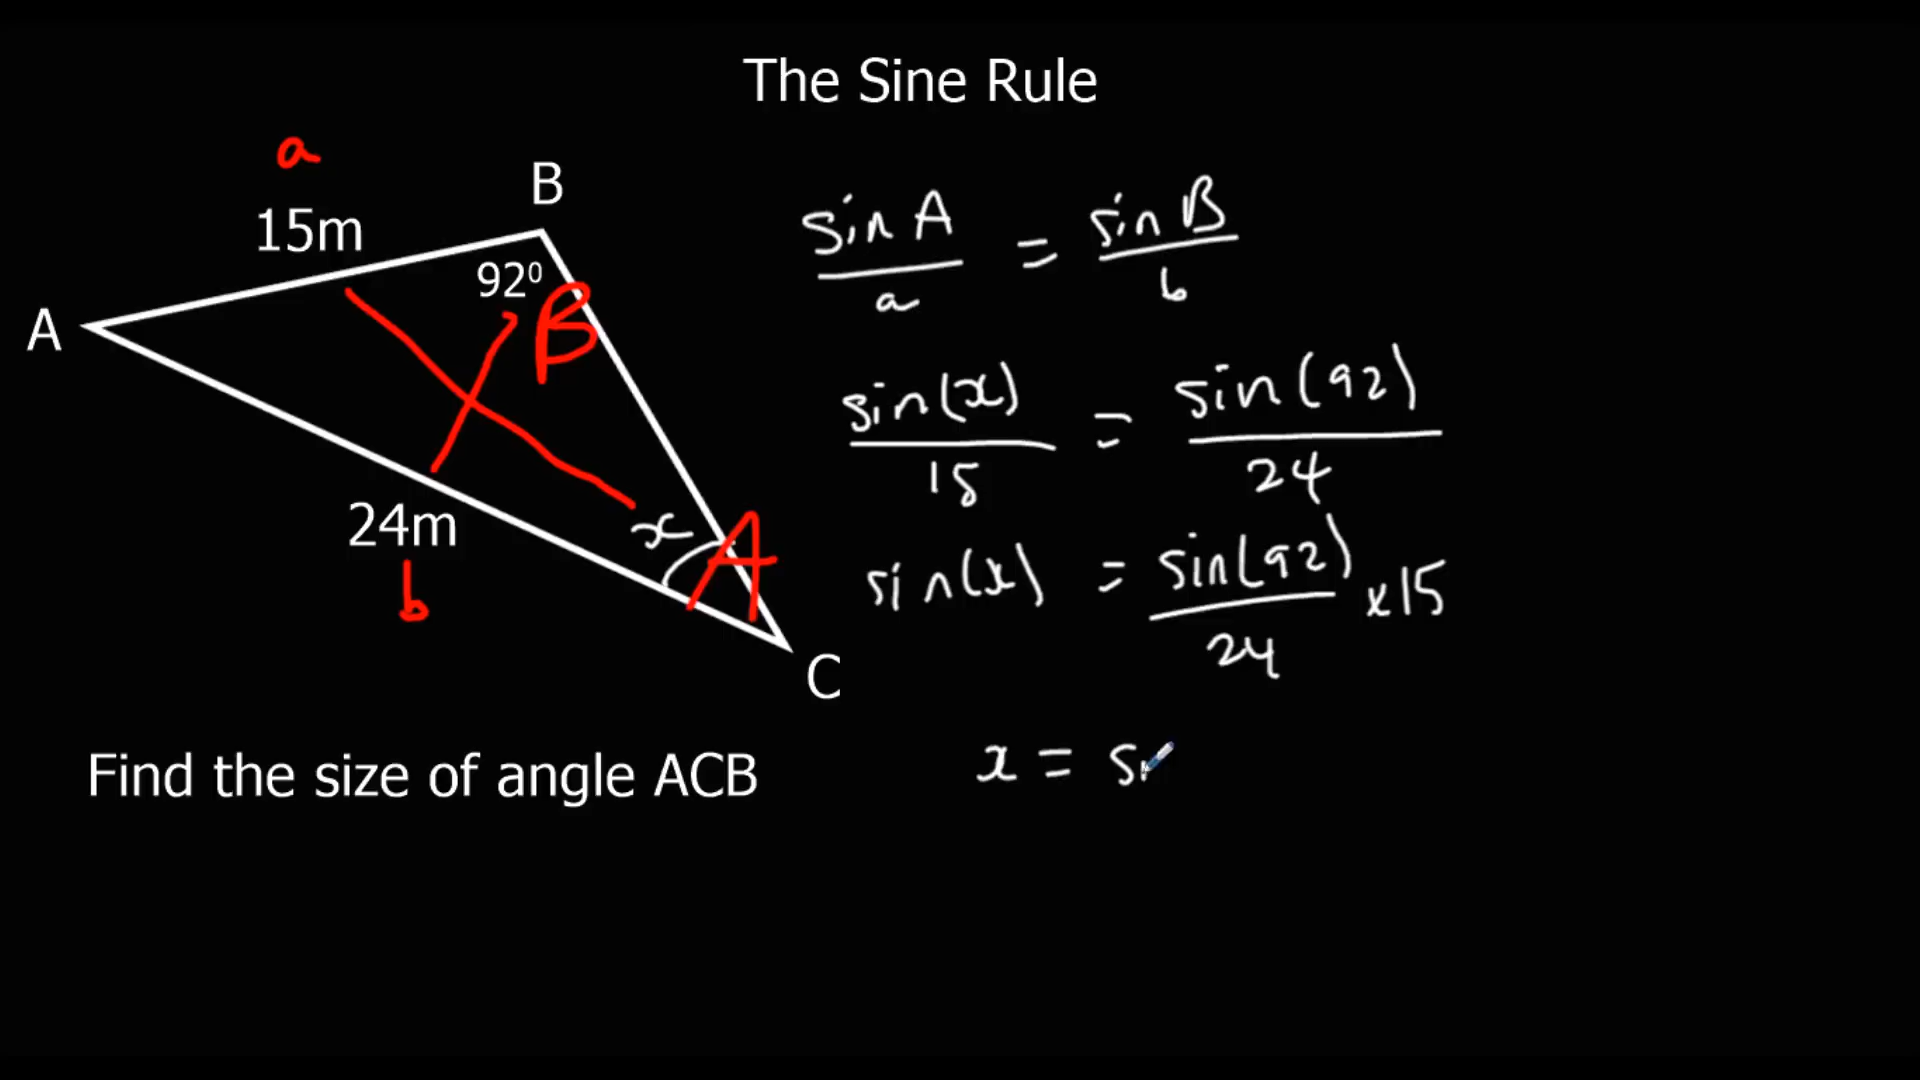 The Sine Rule
a
15m
B
92⁰
B
A
24m
b
x
A
C
Find the size of angle ACB
sin A / a = sin B / b
sin(x) / 15 = sin(92) / 24
sin(x) = sin(92) / 24 x 15
x = s